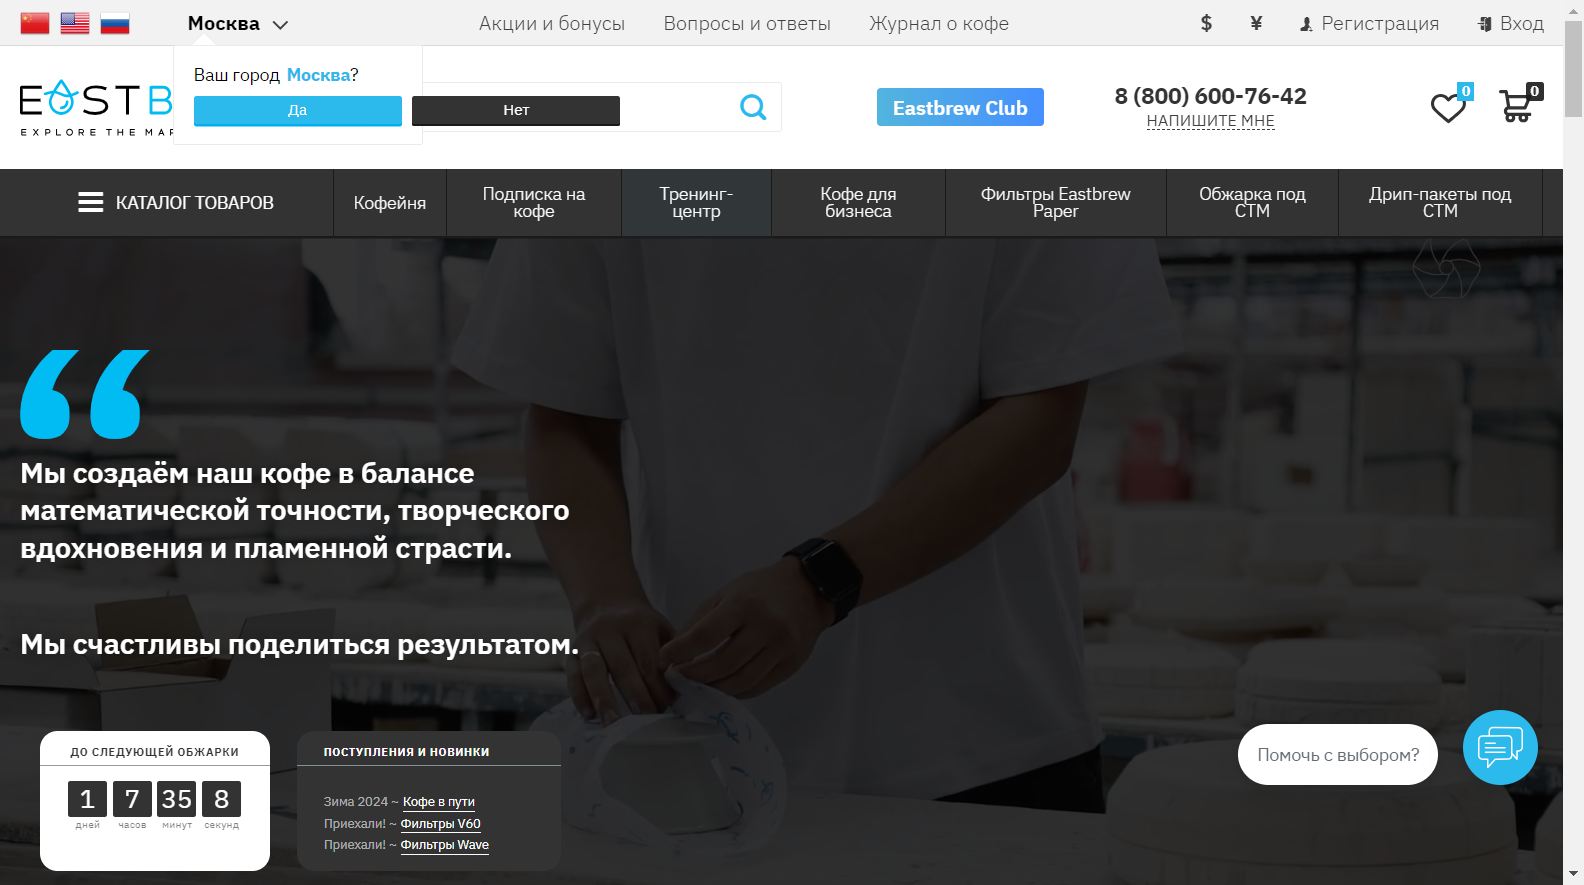 Москва
Акции и бонусы
Вопросы и ответы
Журнал о кофе
$
¥
Регистрация
Вход
Ваш город Москва?
Да
Нет
EAST B
EXPLORE THE
Eastbrew Club
8 (800) 600-76-42
НАПИШИТЕ МНЕ
0
0
КАТАЛОГ ТОВАРОВ
Кофейня
Подписка на
кофе
Тренинг-
центр
Кофе для
бизнеса
Фильтры Eastbrew
Paper
Обжарка под
СТМ
Дрип-пакеты под
СТМ
“
Мы создаём наш кофе в балансе
математической точности, творческого
вдохновения и пламенной страсти.
Мы счастливы поделиться результатом.
ДО СЛЕДУЮЩЕЙ ОБЖАРКИ
1 7 35 8
дней часов минут секунд
ПОСТУПЛЕНИЯ И НОВИНКИ
Зима 2024 ~ Кофе в пути
Приехали! ~ Фильтры V60
Приехали! ~ Фильтры Wave
Помочь с выбором?